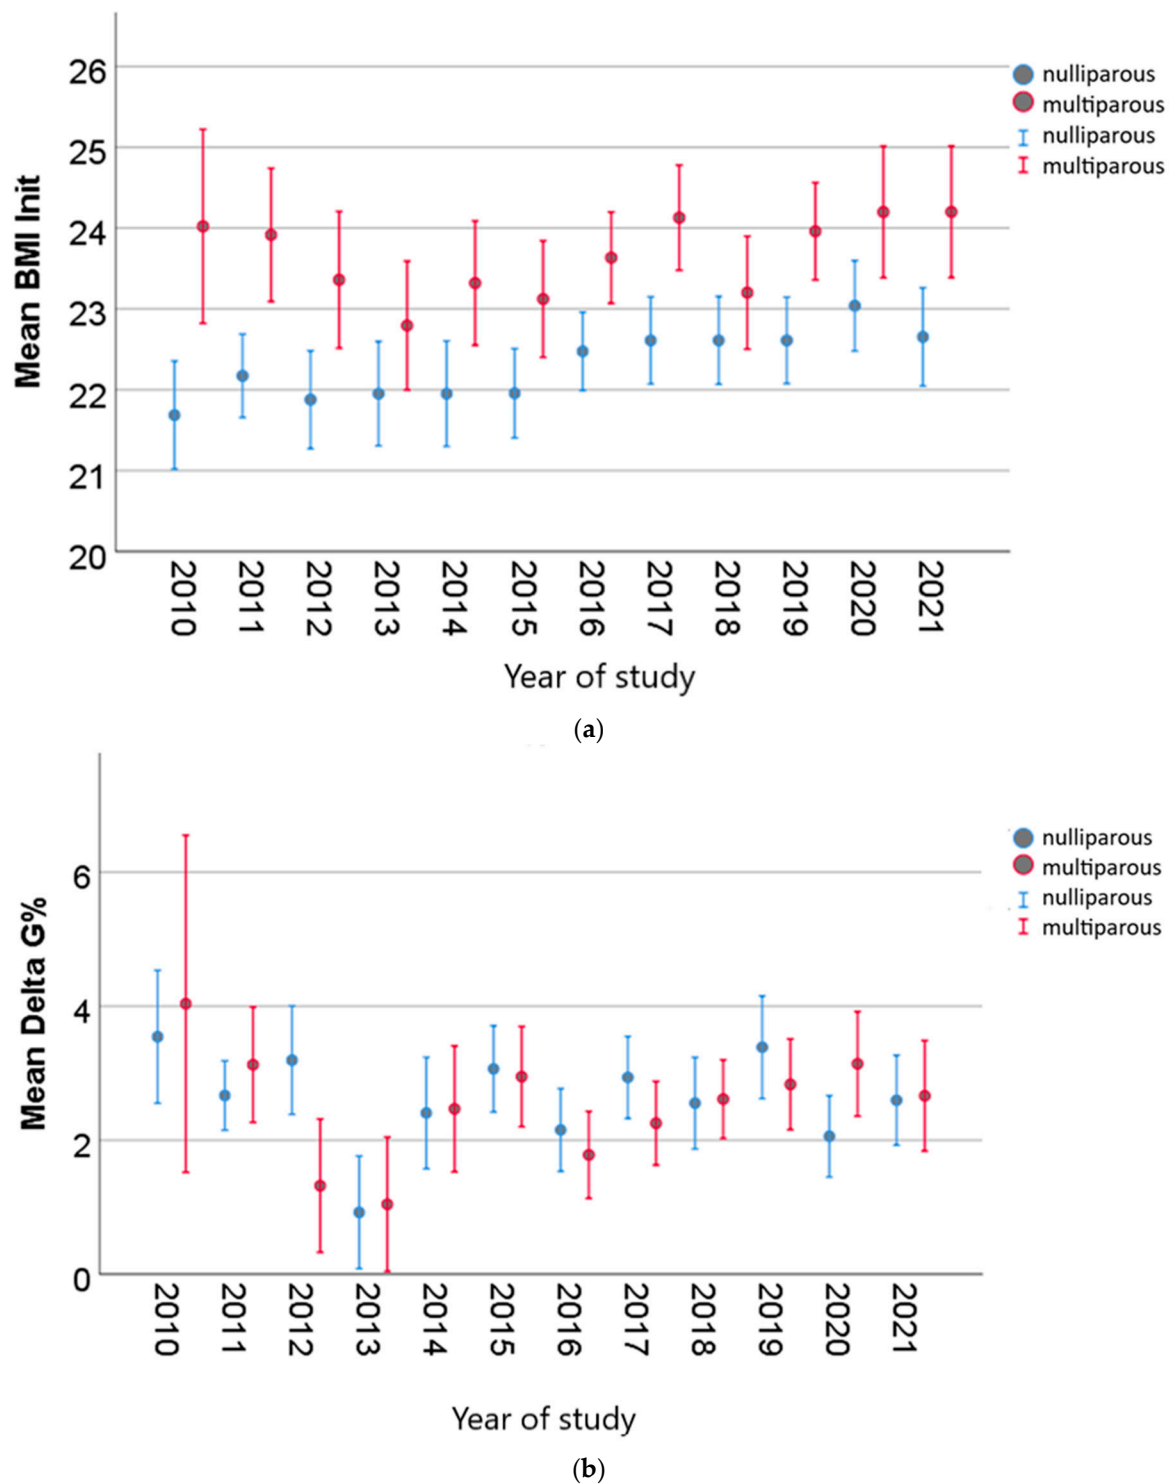 26
25
24
23
22
21
20
Mean BMI Init
nulliparous
multiparous
nulliparous
multiparous
2010 2011 2012 2013 2014 2015 2016 2017 2018 2019 2020 2021
Year of study
(a)
6
4
2
0
Mean Delta G%
nulliparous
multiparous
nulliparous
multiparous
2010 2011 2012 2013 2014 2015 2016 2017 2018 2019 2020 2021
Year of study
(b)